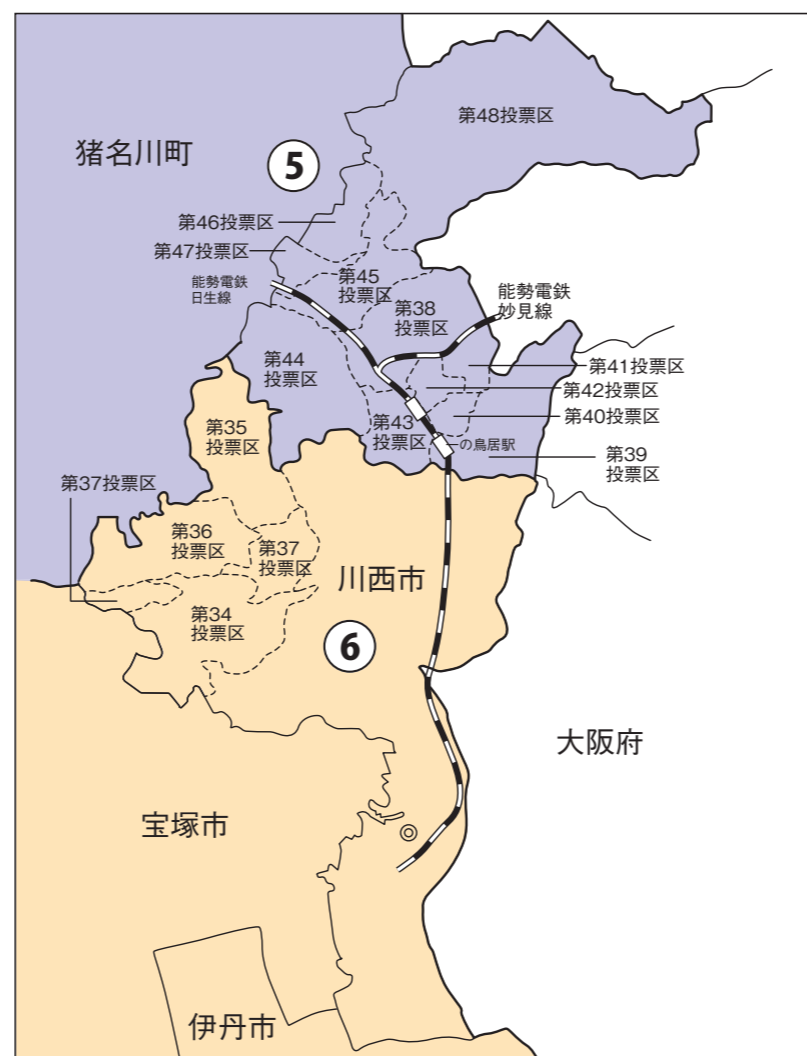 第48投票区
猪名川町
5
第46投票区
第47投票区
能勢電鉄
日生線
第45
投票区
第38
投票区
能勢電鉄
妙見線
第44
投票区
第41投票区
第42投票区
第40投票区
第43
投票区
一の鳥居駅
第39
投票区
第35
投票区
第37投票区
第36
投票区
第37
投票区
川西市
第34
投票区
6
大阪府
宝塚市
伊丹市